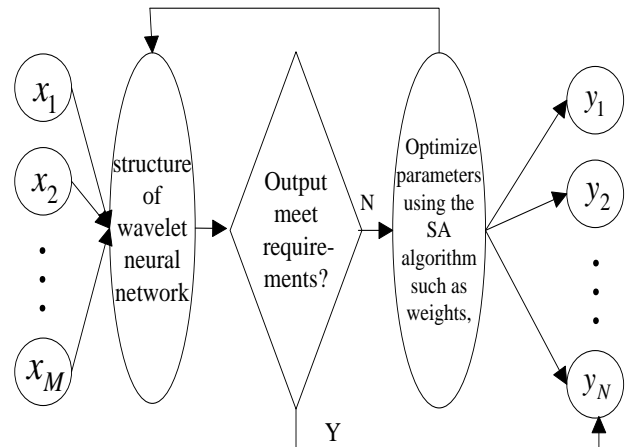 x1
x2
xM
structure
of
wavelet
neural
network
Output
meet
require-
ments?
N
Optimize
parameters
using the
SA
algorithm
such as
weights,
y1
y2
yN
Y